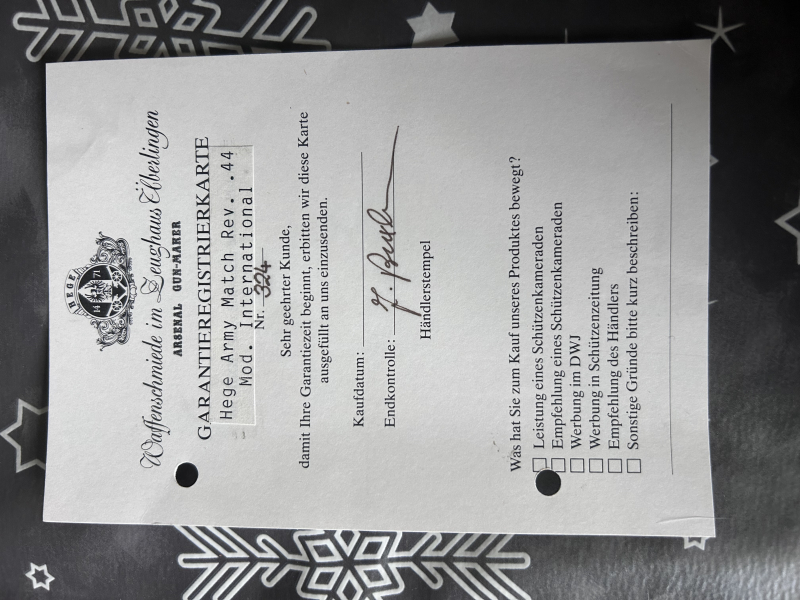 HEGE
Waffenschmiede im Zeughaus Überlingen
ARSENAL GUN-MAKER
GARANTIEREGISTRIERKARTE
Hege Army Match Rev. .44
Mod. International
Nr. 324
Sehr geehrter Kunde,
damit Ihre Garantiezeit beginnt, erbitten wir diese Karte
ausgefüllt an uns einzusenden.
Kaufdatum:
Endkontrolle:
Händlerstempel
Was hat Sie zum Kauf unseres Produktes bewegt?
Leistung eines Schützenkameraden
Empfehlung eines Schützenkameraden
Werbung im DWJ
Werbung in Schützenzeitung
Empfehlung des Händlers
Sonstige Gründe bitte kurz beschreiben: